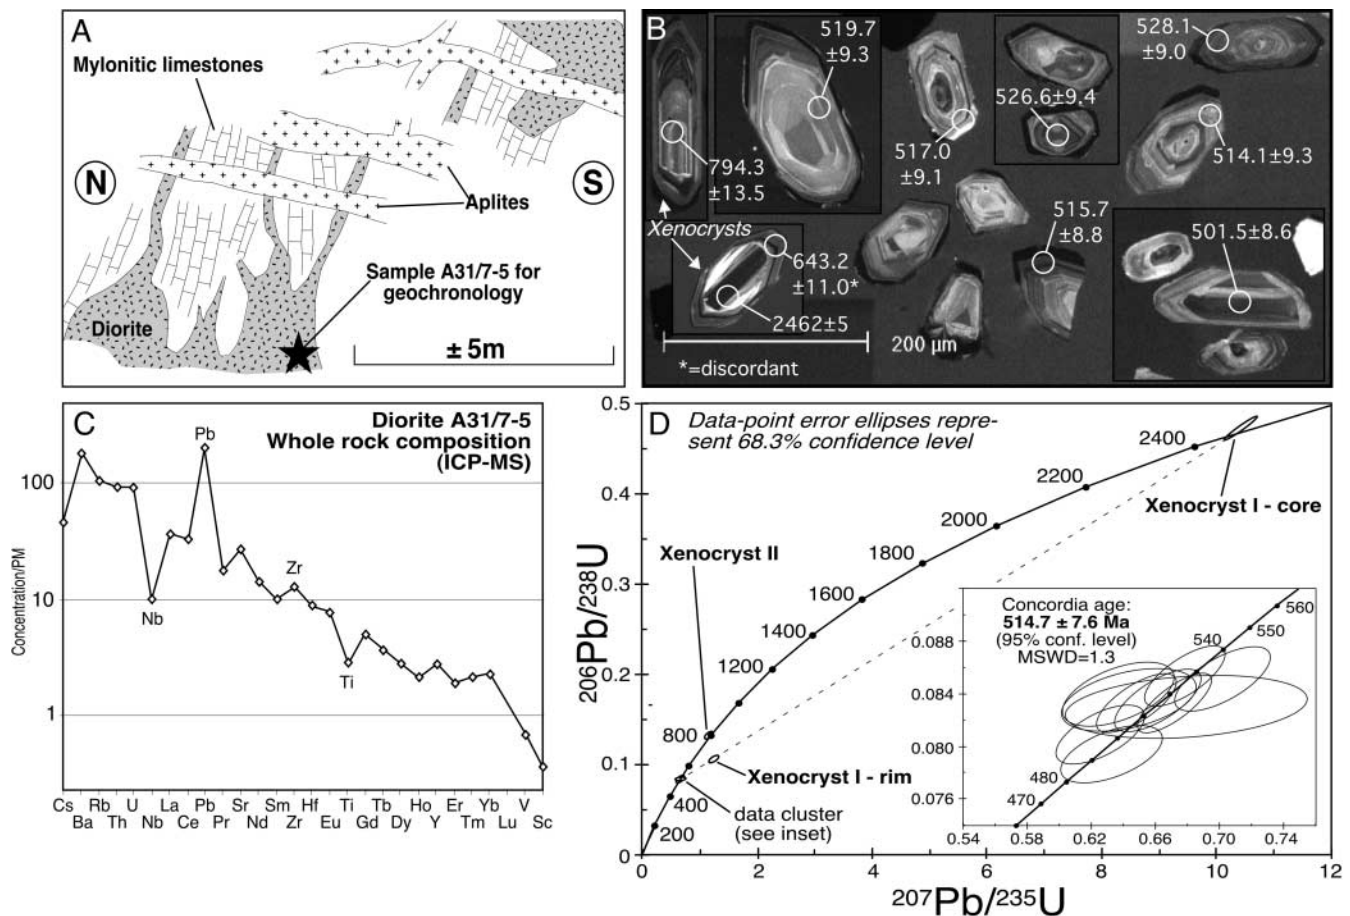 A
Mylonitic limestones
N
S
Aplites
Sample A31/7-5 for
geochronology
Diorite
± 5m
B
519.7
±9.3
528.1
±9.0
526.6±9.4
794.3
±13.5
517.0
±9.1
514.1±9.3
Xenocrysts
515.7
±8.8
501.5±8.6
643.2
±11.0*
2462±5
200 µm
*=discordant
C
Diorite A31/7-5
Whole rock composition
(ICP-MS)
Pb
Nb
Zr
Ti
Concentration/PM
100
10
1
Cs Rb U La Pb Sr Sm Hf Ti Tb Ho Er Yb V
Ba Th Nb Ce Pr Nd Zr Eu Gd Dy Y Tm Lu Sc
D
Data-point error ellipses repre-
sent 68.3% confidence level
206Pb/238U
0.5
0.4
0.3
0.2
0.1
0
2400
2200
2000
1800
1600
1400
1200
800
400
200
Xenocryst I - core
Xenocryst II
Xenocryst I - rim
data cluster
(see inset)
Concordia age:
514.7 ± 7.6 Ma
(95% conf. level)
MSWD=1.3
560
550
540
480
470
0.088
0.084
0.080
0.076
0.54 0.58 0.62 0.66 0.70 0.74
0 2 4 6 8 10 12
207Pb/235U